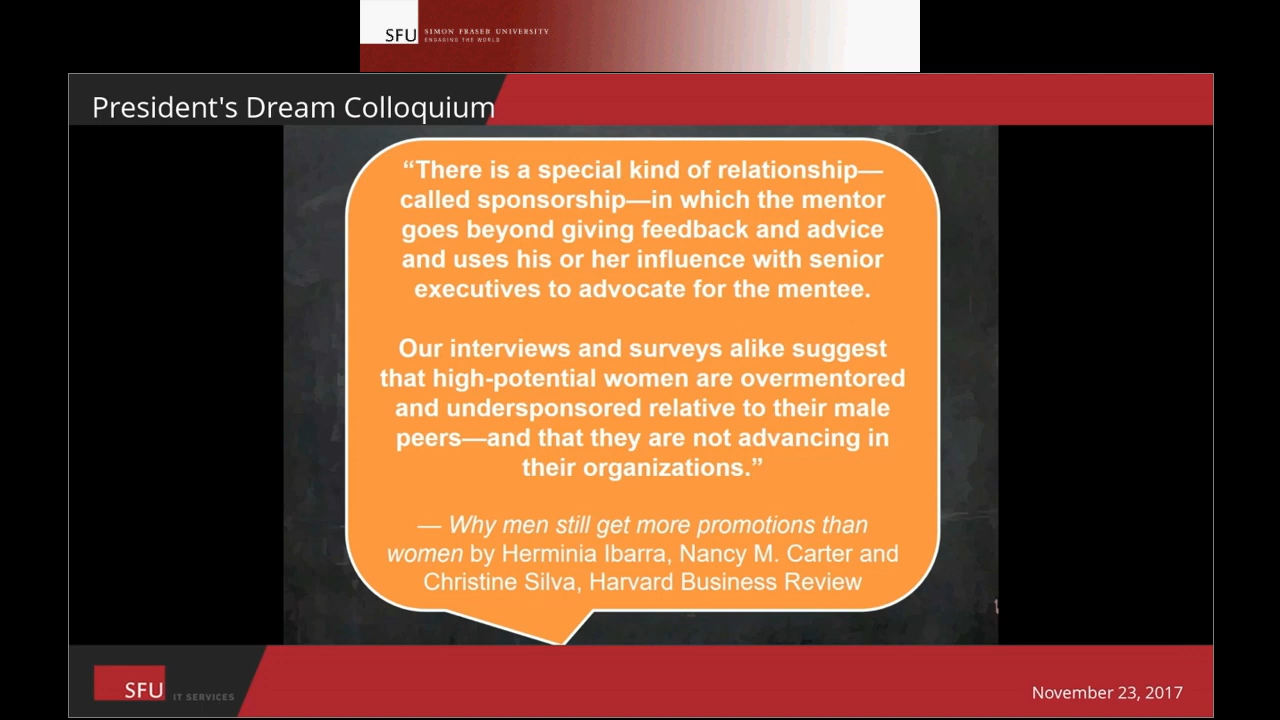 SFU SIMON FRASER UNIVERSITY
ENGAGING THE WORLD
President's Dream Colloquium
“There is a special kind of relationship—
called sponsorship—in which the mentor
goes beyond giving feedback and advice
and uses his or her influence with senior
executives to advocate for the mentee.
Our interviews and surveys alike suggest
that high-potential women are overmentored
and undersponsored relative to their male
peers—and that they are not advancing in
their organizations.”
— Why men still get more promotions than
women by Herminia Ibarra, Nancy M. Carter and
Christine Silva, Harvard Business Review
SFU IT SERVICES
November 23, 2017